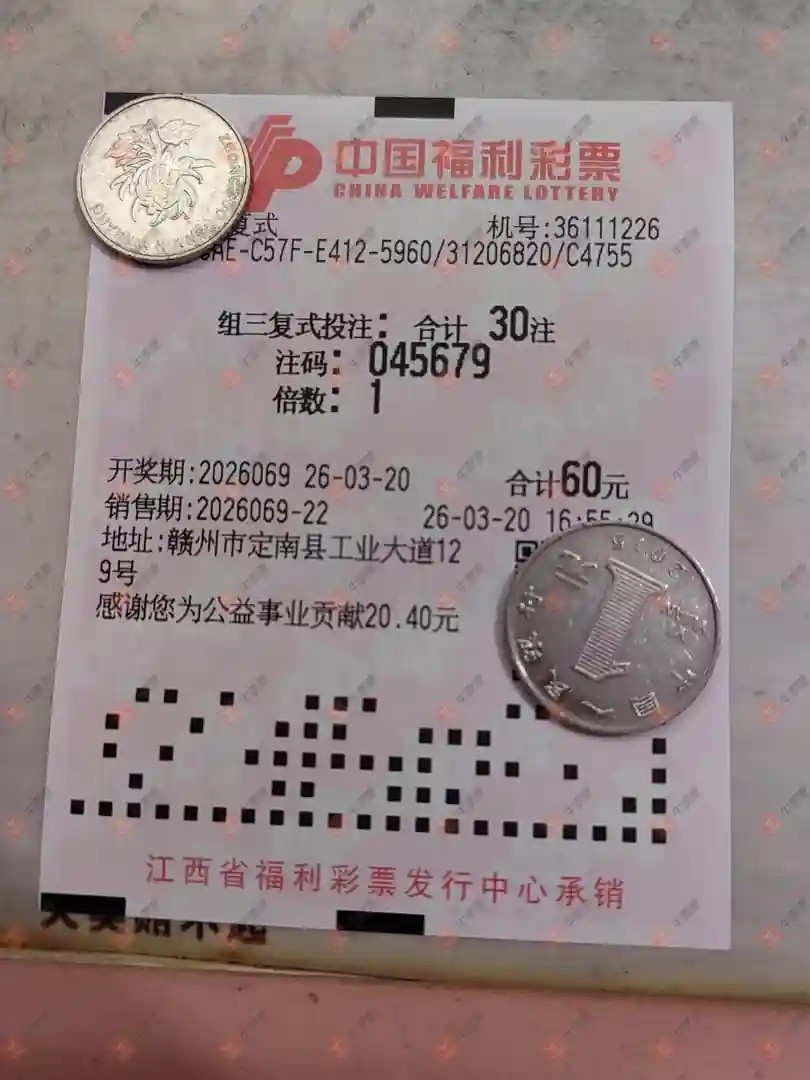 中国福利彩票
CHINA WELFARE LOTTERY
复式 机号:36111226
AE-C57F-E412-5960/31206820/C4755
组三复式投注: 合计 30注
注码: 045679
倍数: 1
开奖期:2026069 26-03-20 合计60元
销售期:2026069-22 26-03-20 16:55:29
地址:赣州市定南县工业大道12
9号
感谢您为公益事业贡献20.40元
江西省福利彩票发行中心承销